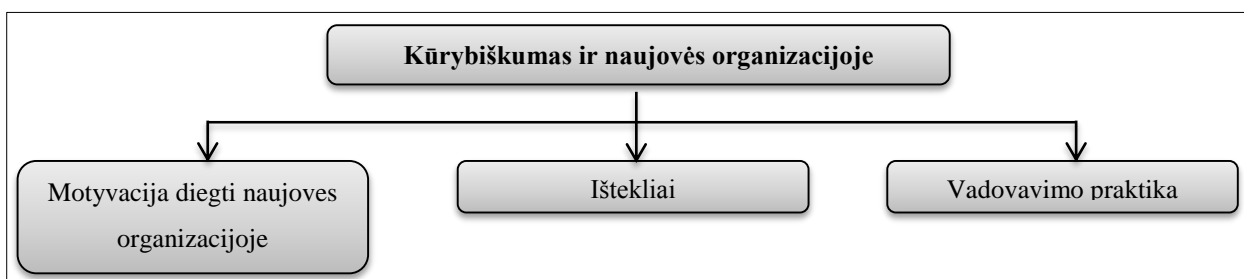 Kūrybiškumas ir naujovės organizacijoje
Motyvacija diegti naujoves
organizacijoje
Ištekliai
Vadovavimo praktika